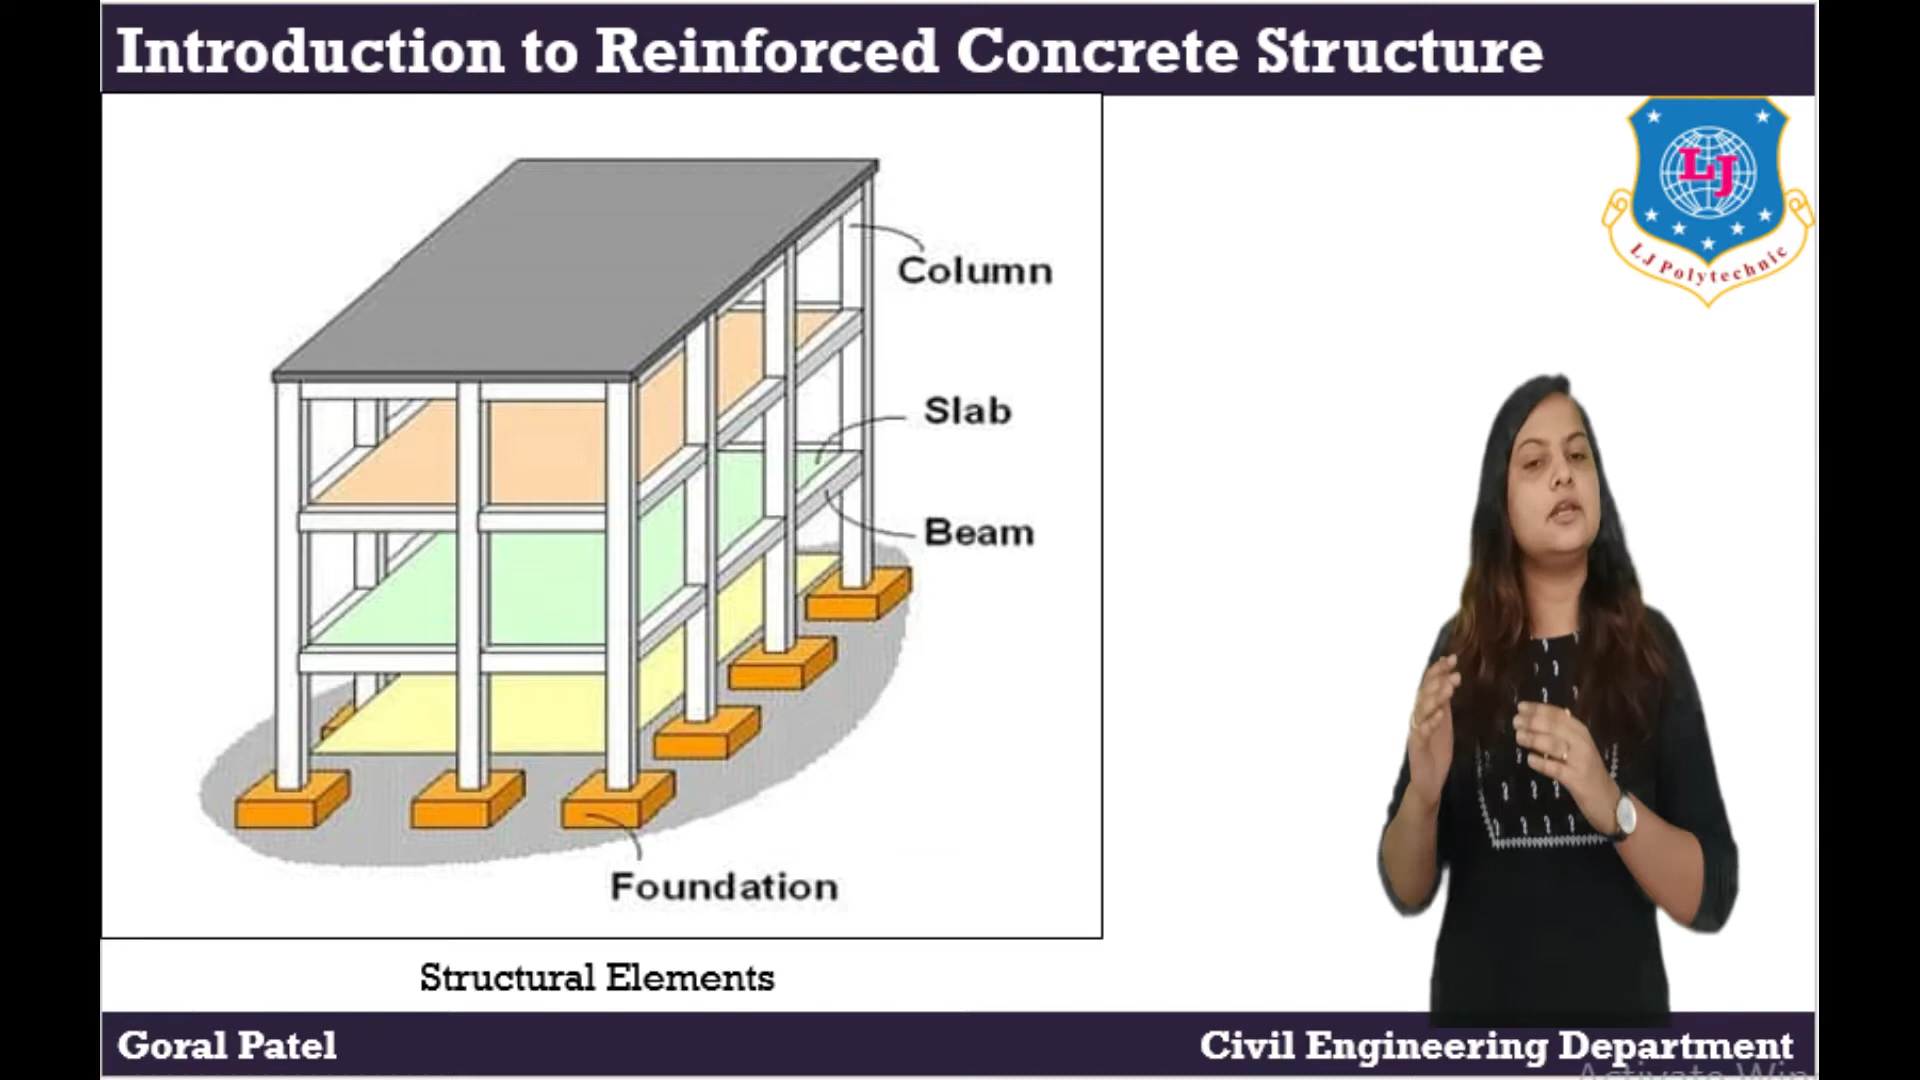 Introduction to Reinforced Concrete Structure
LJ
LJ Polytechnic
Column
Slab
Beam
Foundation
Structural Elements
Goral Patel
Civil Engineering Department